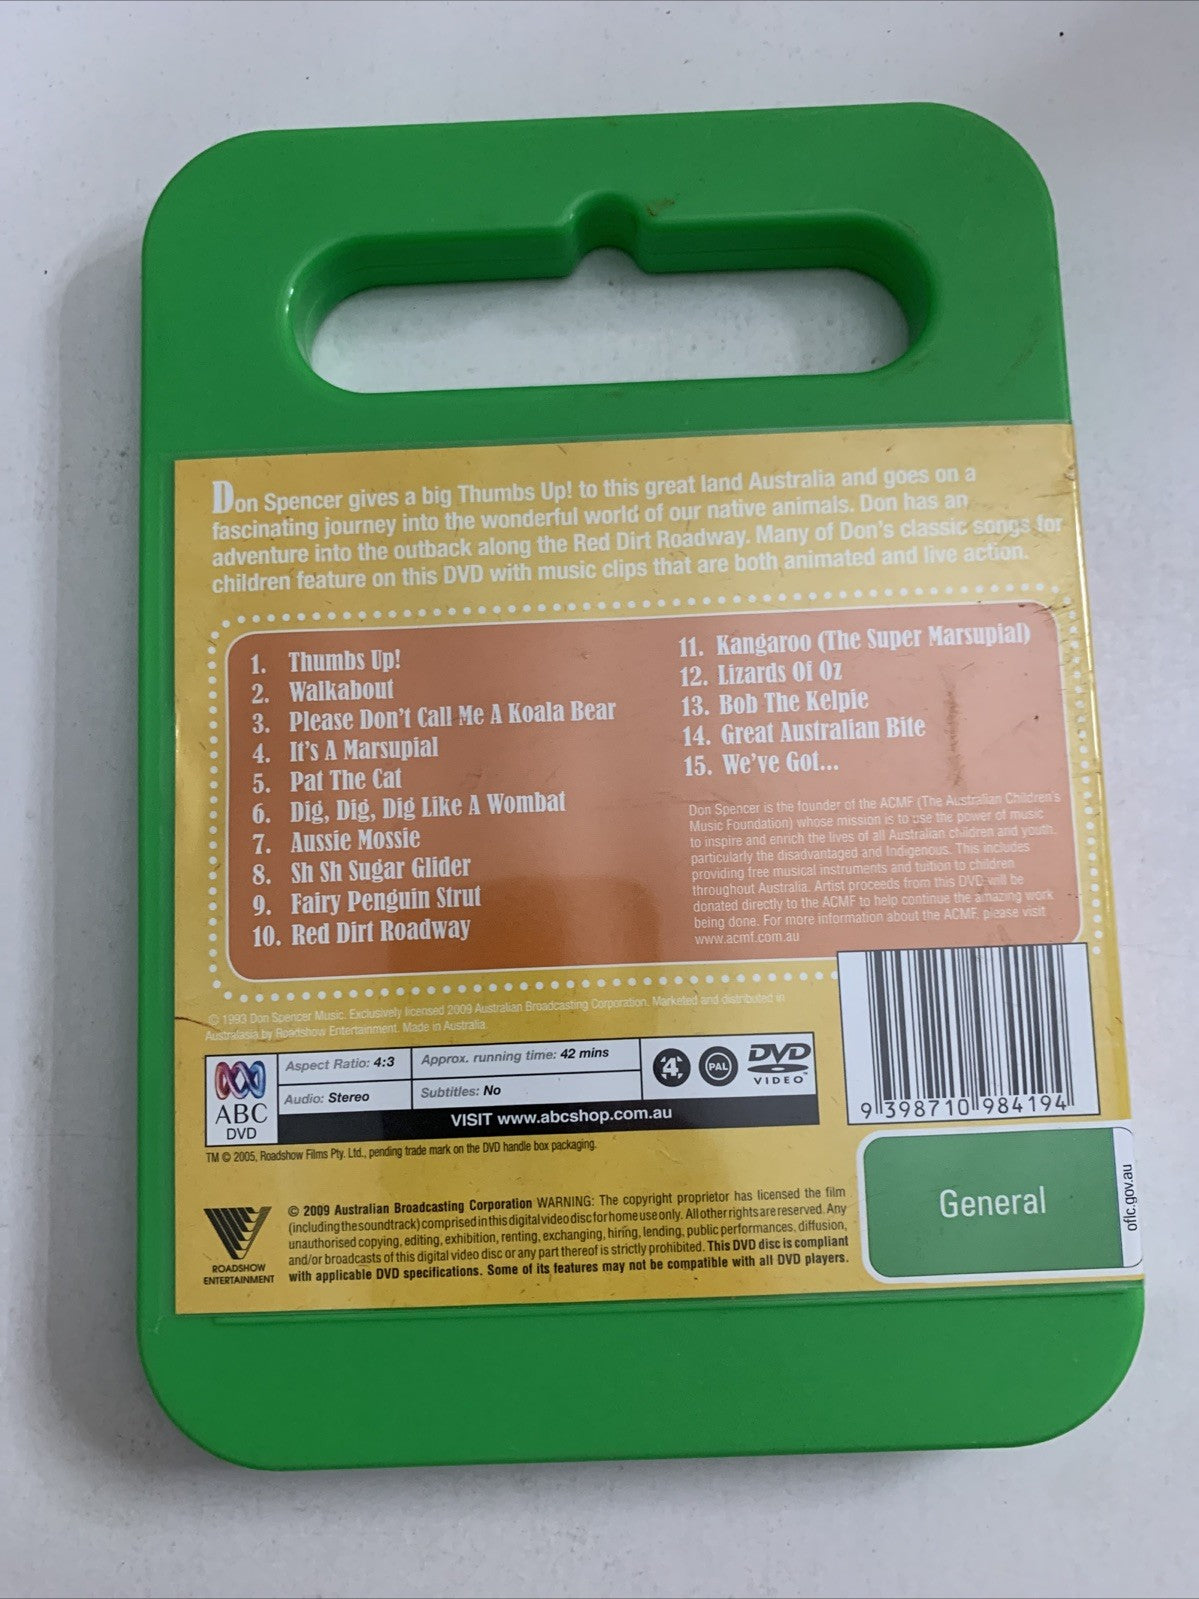 Don Spencer gives a big Thumbs Up! to this great land Australia and goes on a
fascinating journey into the wonderful world of our native animals. Don has an
adventure into the outback along the Red Dirt Roadway. Many of Don's classic songs for
children feature on this DVD with music clips that are both animated and live action.
1. Thumbs Up!
2. Walkabout
3. Please Don't Call Me A Koala Bear
4. It's A Marsupial
5. Pat The Cat
6. Dig, Dig, Dig Like A Wombat
7. Aussie Mossie
8. Sh Sh Sugar Glider
9. Fairy Penguin Strut
10. Red Dirt Roadway
11. Kangaroo (The Super Marsupial)
12. Lizards Of Oz
13. Bob The Kelpie
14. Great Australian Bite
15. We've Got...
Don Spencer is the founder of the ACMF (The Australian Children's
Music Foundation) whose mission is to use the power of music
to inspire and enrich the lives of all Australian children and youth,
particularly the disadvantaged and Indigenous. This includes
providing free musical instruments and tuition to children
throughout Australia. Artist proceeds from this DVD will be
donated directly to the ACMF to help continue the amazing work
being done. For more information about the ACMF, please visit
www.acmf.com.au
© 1993 Don Spencer Music. Exclusively licensed 2009 Australian Broadcasting Corporation. Marketed and distributed in
Australasia by Roadshow Entertainment. Made in Australia.
ABC
DVD
Aspect Ratio: 4:3
Approx. running time: 42 mins
Audio: Stereo
Subtitles: No
VISIT www.abcshop.com.au
4
PAL
DVD
VIDEO™
9 398710 984194
TM © 2005, Roadshow Films Pty. Ltd., pending trade mark on the DVD handle box packaging.
ROADSHOW
ENTERTAINMENT
© 2009 Australian Broadcasting Corporation WARNING: The copyright proprietor has licensed the film
(including the soundtrack) comprised in this digital video disc for home use only. All other rights are reserved. Any
unauthorised copying, editing, exhibition, renting, exchanging, hiring, lending, public performances, diffusion,
and/or broadcasts of this digital video disc or any part thereof is strictly prohibited. This DVD disc is compliant
with applicable DVD specifications. Some of its features may not be compatible with all DVD players.
General
oflc.gov.au